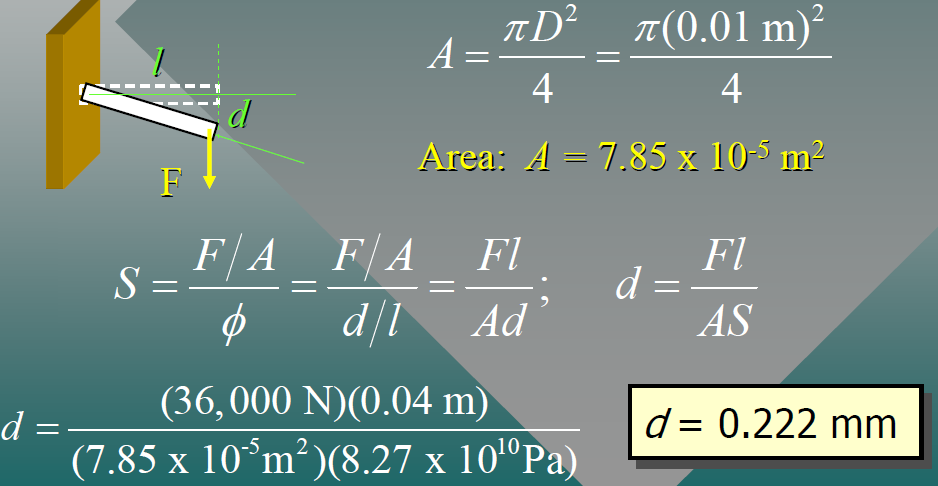 l
d
F
A = πD²/4 = π(0.01 m)²/4
Area: A = 7.85 x 10⁻⁵ m²
S = F/A / ϕ = F/A / d/l = Fl / Ad ; d = Fl / AS
d = (36,000 N)(0.04 m) / (7.85 x 10⁻⁵m²)(8.27 x 10¹⁰Pa)
d = 0.222 mm